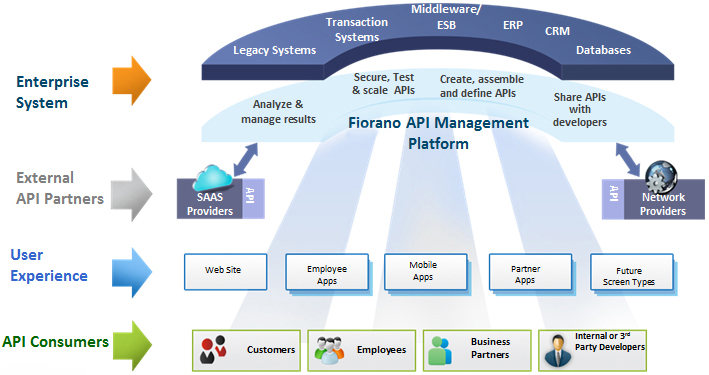 Middleware/
ESB
Transaction
Systems
ERP
CRM
Legacy Systems
Databases
Enterprise
System
Secure, Test
& scale APIs
Create, assemble
and define APIs
Analyze &
manage results
Share APIs
with
developers
Fiorano API Management
Platform
External
API Partners
SAAS
Providers
API
API
Network
Providers
User
Experience
Web Site
Employee
Apps
Mobile
Apps
Partner
Apps
Future
Screen Types
API Consumers
Customers
Employees
Business
Partners
Internal or 3rd
Party Developers